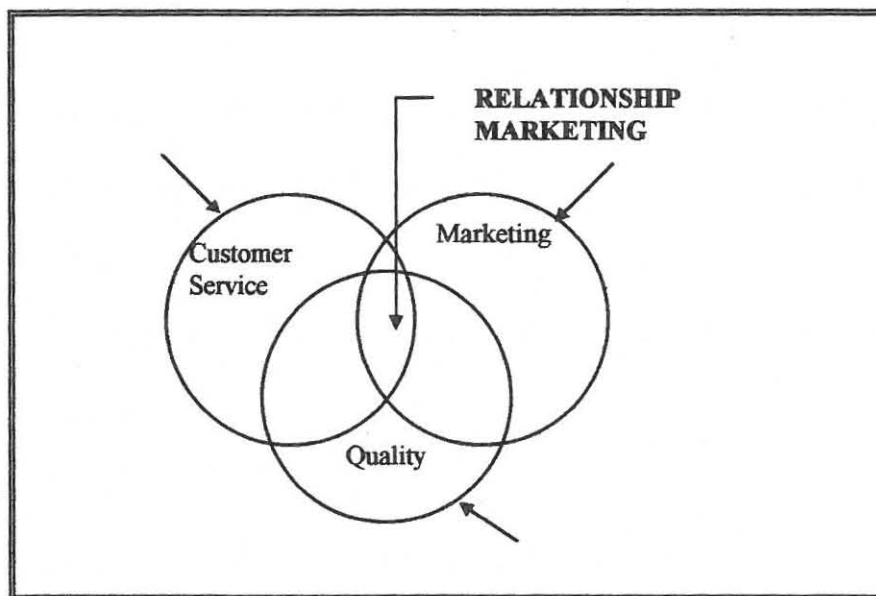 RELATIONSHIP
MARKETING
Customer
Service
Marketing
Quality